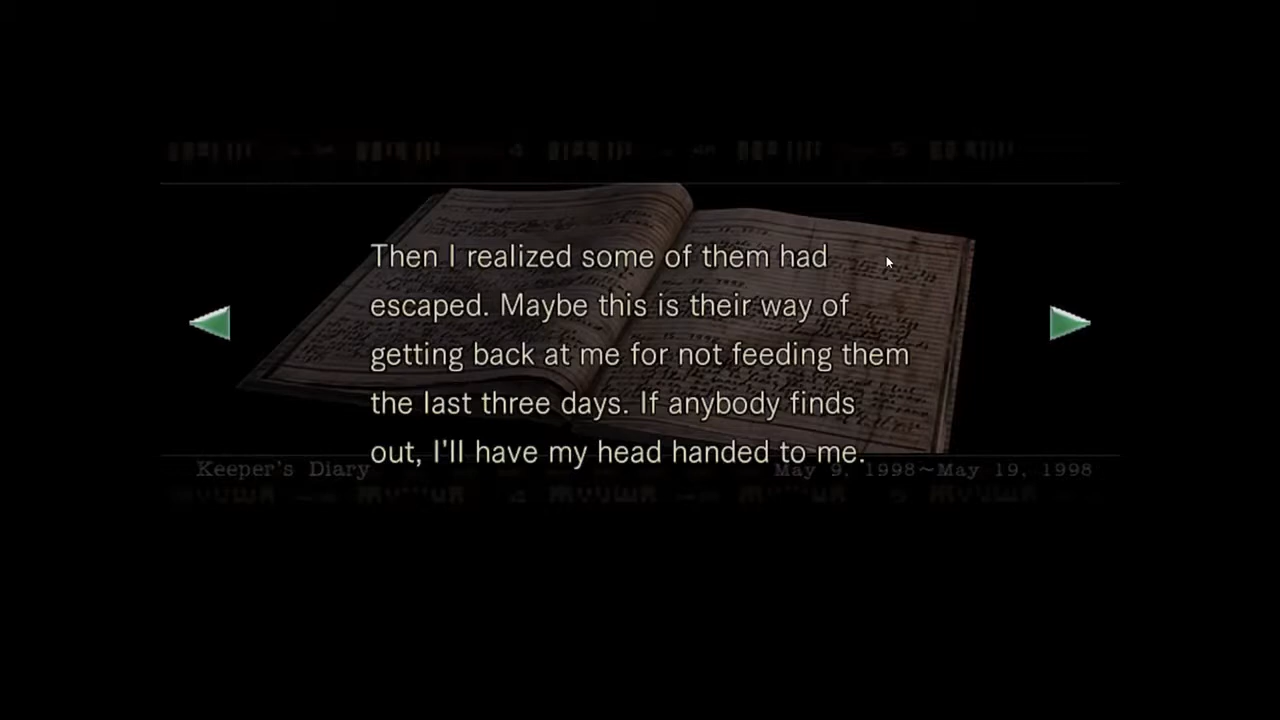 Then I realized some of them had
escaped. Maybe this is their way of
getting back at me for not feeding them
the last three days. If anybody finds
out, I'll have my head handed to me.
Keeper's Diary
May 9, 1998~May 19, 1998